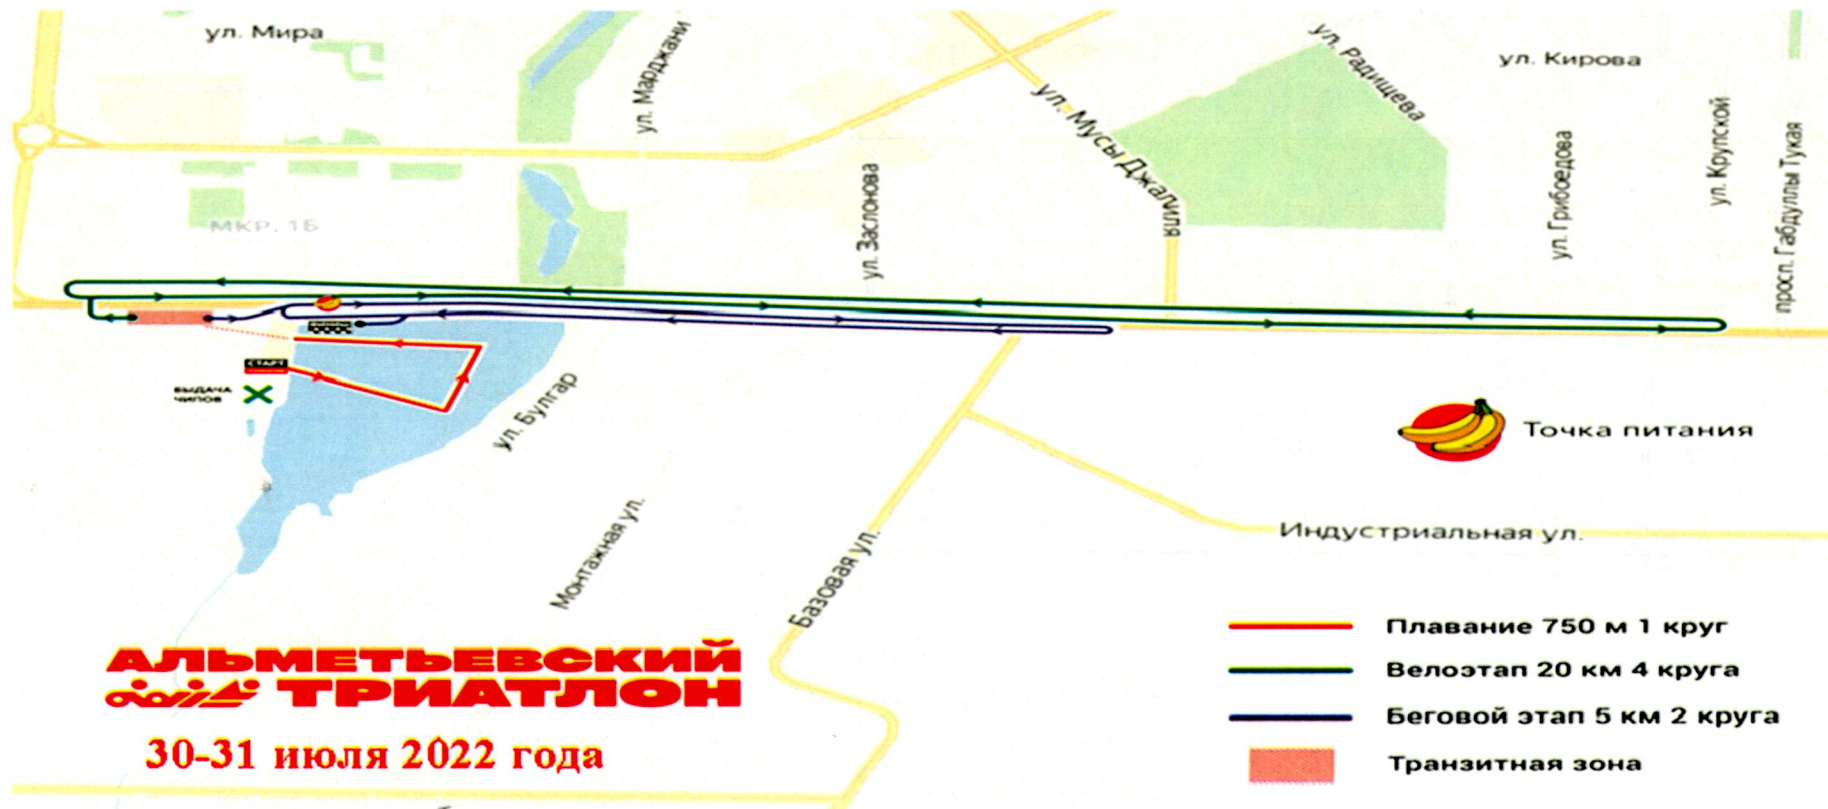 ул. Мира
ул. Марджани
ул. Мусы Джалиля
ул. Радищева
ул. Кирова
ул. Крупской
ул. Грибоедова
просп. Габдуллы Тукая
ул. Заслонова
МКР. 1Б
СТАРТ
ВЫДАЧА
ЧИПОВ
ул. Булгар
Точка питания
Монтажная ул.
Базовая ул.
Индустриальная ул.
АЛЬМЕТЬЕВСКИЙ
ТРИАТЛОН
30-31 июля 2022 года
Плавание 750 м 1 круг
Велоэтап 20 км 4 круга
Беговой этап 5 км 2 круга
Транзитная зона